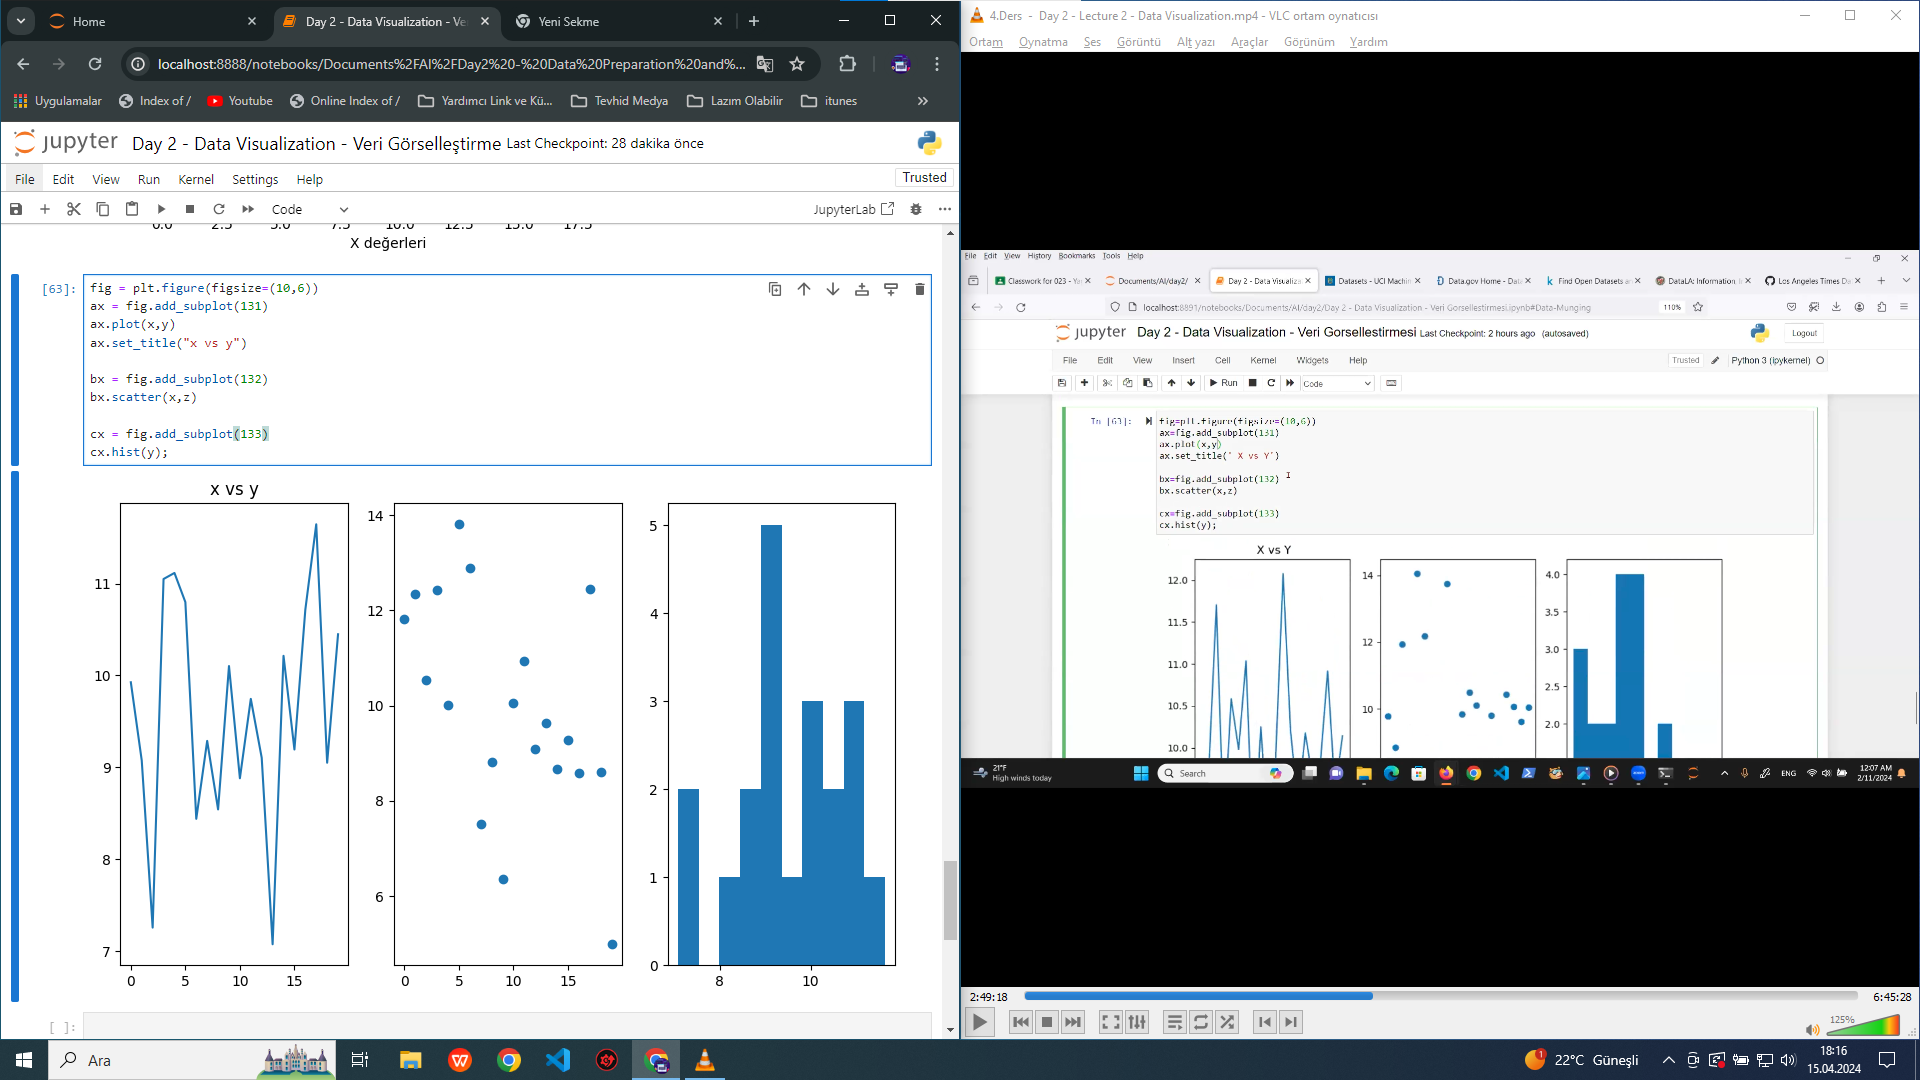 Home
Day 2 - Data Visualization - Ve
Yeni Sekme
localhost:8888/notebooks/Documents%2FAI%2FDay2%20-%20Data%20Preparation%20and%...
Uygulamalar
Index of /
Youtube
Online Index of /
Yardımcı Link ve Kü...
Tevhid Medya
Lazım Olabilir
itunes
»
jupyter
Day 2 - Data Visualization - Veri Görselleştirme
Last Checkpoint: 28 dakika önce
File Edit View Run Kernel Settings Help
Trusted
Code
JupyterLab
0.0 2.5 5.0 7.5 10.0 12.5 15.0 17.5
X değerleri
[63]:
fig = plt.figure(figsize=(10,6))
ax = fig.add_subplot(131)
ax.plot(x,y)
ax.set_title("x vs y")
bx = fig.add_subplot(132)
bx.scatter(x,z)
cx = fig.add_subplot(133)
cx.hist(y);
x vs y
11
10
9
8
7
0 5 10 15
14
12
10
8
6
0 5 10 15
5
4
3
2
1
0
8 10
[ ]:
Ara
4.Ders - Day 2 - Lecture 2 - Data Visualization.mp4 - VLC ortam oynatıcısı
Ortam Oynatma Ses Görüntü Alt yazı Araçlar Görünüm Yardım
File Edit View History Bookmarks Tools Help
Classwork for 023 - Ya
Documents/AI/day2/
Day 2 - Data Visualiza
Datasets - UCI Machin
Data.gov Home - Data
Find Open Datasets an
DataLA: Information, I
Los Angeles Times Da
localhost:8891/notebooks/Documents/AI/day2/Day 2 - Data Visualization - Veri Gorsellestirmesi.ipynb#Data-Munging
110%
jupyter
Day 2 - Data Visualization - Veri Gorsellestirmesi
Last Checkpoint: 2 hours ago (autosaved)
Logout
File Edit View Insert Cell Kernel Widgets Help
Trusted
Python 3 (ipykernel)
Run
Code
In [63]:
fig=plt.figure(figsize=(10,6))
ax=fig.add_subplot(131)
ax.plot(x,y)
ax.set_title(' X vs Y')
bx=fig.add_subplot(132)
bx.scatter(x,z)
cx=fig.add_subplot(133)
cx.hist(y);
X vs Y
12.0
11.5
11.0
10.5
10.0
14
12
10
4.0
3.5
3.0
2.5
2.0
21°F
High winds today
Search
ENG
12:07 AM
2/11/2024
2:49:18
6:45:28
125%
1
22°C Güneşli
18:16
15.04.2024